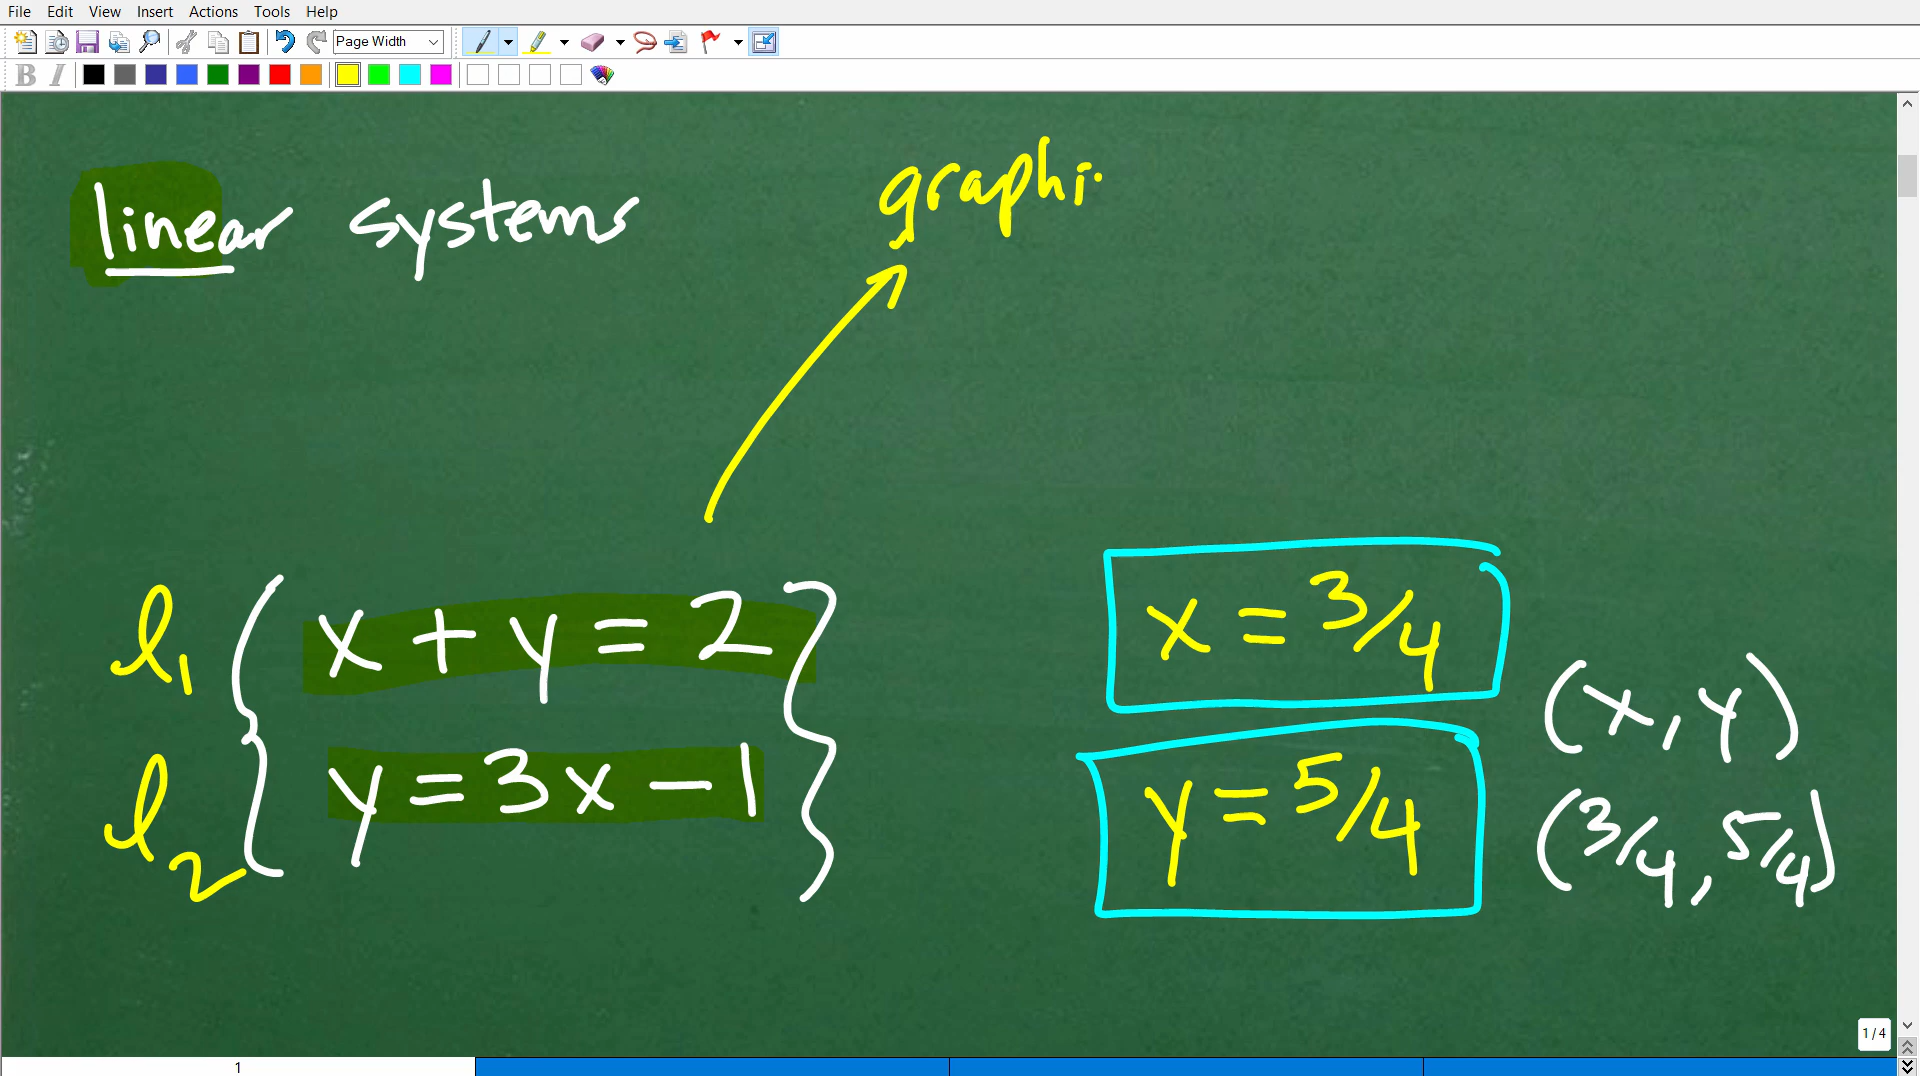 File Edit View Insert Actions Tools Help
Page Width
B I
linear systems
graphi
l1 { x + y = 2 }
l2 { y = 3x - 1 }
x = 3/4
y = 5/4
(x, y)
(3/4, 5/4)
1 / 4
1